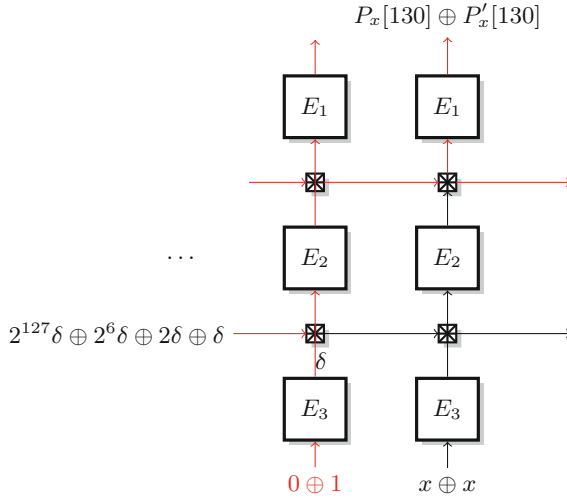 P_x[130] ⊕ P'_x[130]
E_1 E_1
E_2 E_2
...
2^{127}δ ⊕ 2^6δ ⊕ 2δ ⊕ δ
δ
E_3 E_3
0 ⊕ 1 x ⊕ x